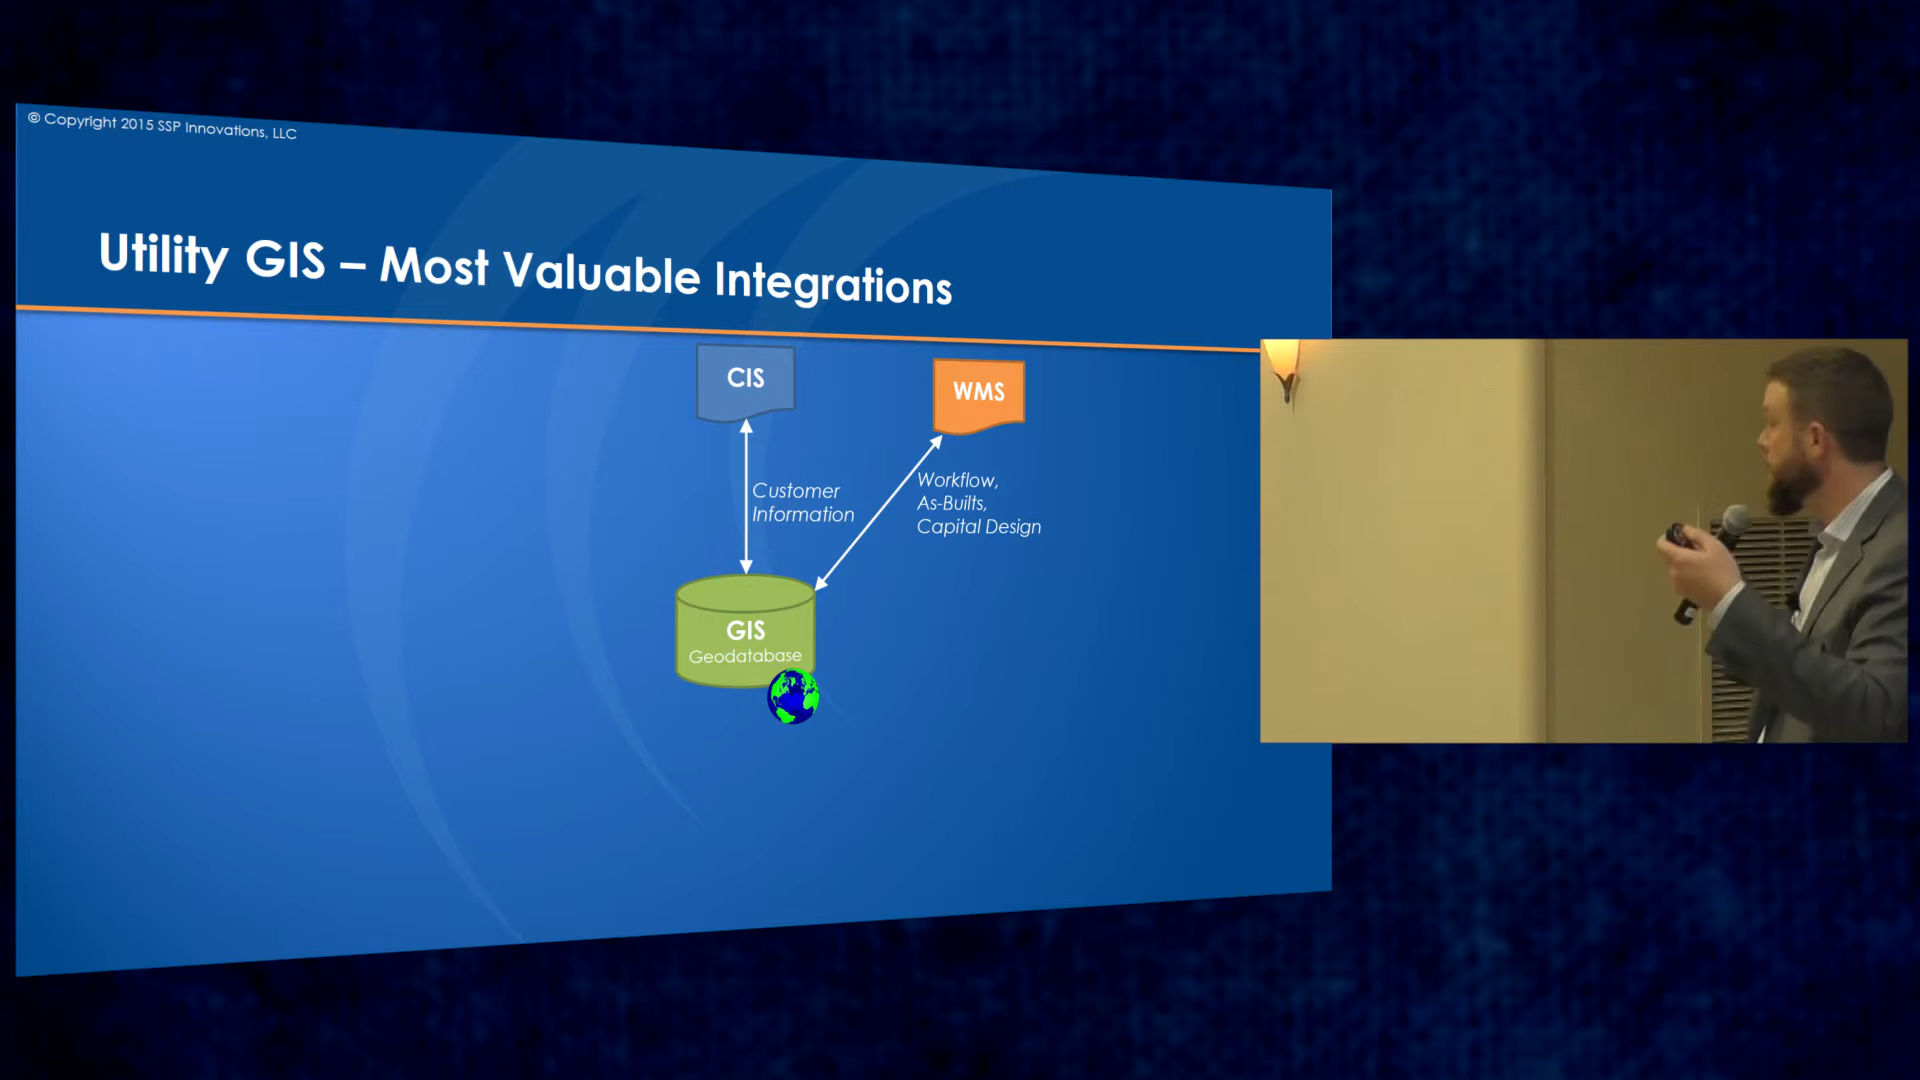 © Copyright 2015 SSP Innovations, LLC
Utility GIS – Most Valuable Integrations
CIS
WMS
Customer
Information
Workflow,
As-Builts,
Capital Design
GIS
Geodatabase